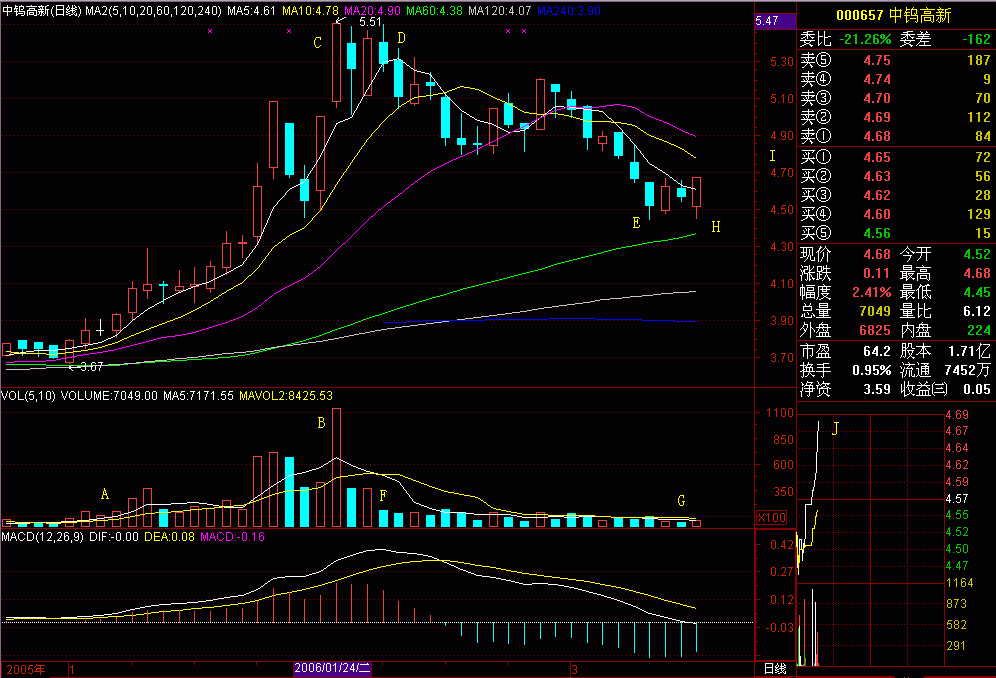 中钨高新(日线) MA2(5,10,20,60,120,240) MA5:4.61 MA10:4.78 MA20:4.90 MA60:4.38 MA120:4.07 MA240:3.90
5.47
5.51
C
D
5.30
5.10
4.90
I
4.70
4.50
E
H
4.30
4.10
3.90
3.70
3.67
VOL(5,10) VOLUME:7049.00 MA5:7171.55 MAVOL2:8425.53
1100
B
850
600
A
F
G
350
X100
MACD(12,26,9) DIF:-0.00 DEA:0.08 MACD:-0.16
0.42
0.27
0.12
-0.03
2005年
1
2006/01/24/二
3
日线
000657 中钨高新
委比 -21.26% 委差 -162
卖⑤ 4.75 187
卖④ 4.74 9
卖③ 4.70 70
卖② 4.69 112
卖① 4.68 84
买① 4.65 72
买② 4.63 56
买③ 4.62 28
买④ 4.60 129
买⑤ 4.56 15
现价 4.68 今开 4.52
涨跌 0.11 最高 4.68
幅度 2.41% 最低 4.45
总量 7049 量比 6.12
外盘 6825 内盘 224
市盈 64.2 股本 1.71亿
换手 0.95% 流通 7452万
净资 3.59 收益㈢ 0.05
J
4.69
4.67
4.64
4.62
4.59
4.57
4.55
4.52
4.50
4.47
1164
873
582
291